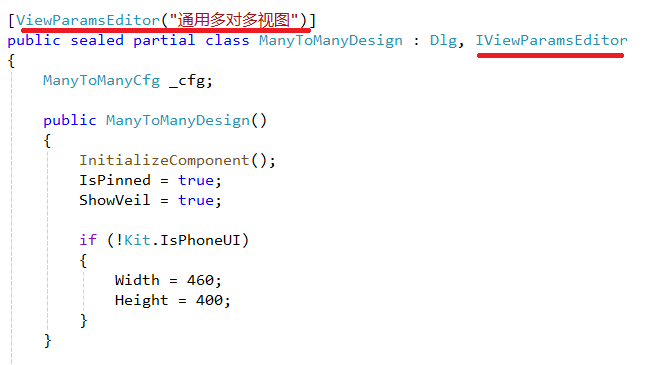 [ViewParamsEditor("通用多对多视图")]
public sealed partial class ManyToManyDesign : Dlg, IViewParamsEditor
{
    ManyToManyCfg _cfg;

    public ManyToManyDesign()
    {
        InitializeComponent();
        IsPinned = true;
        ShowVeil = true;

        if (!Kit.IsPhoneUI)
        {
            Width = 460;
            Height = 400;
        }
    }